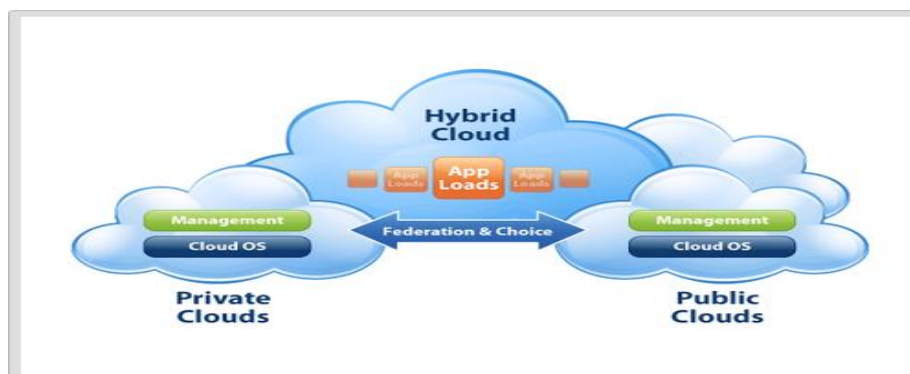 Hybrid
Cloud
App
Loads
App
Loads
App
Loads
Management
Cloud OS
Federation & Choice
Management
Cloud OS
Private
Clouds
Public
Clouds